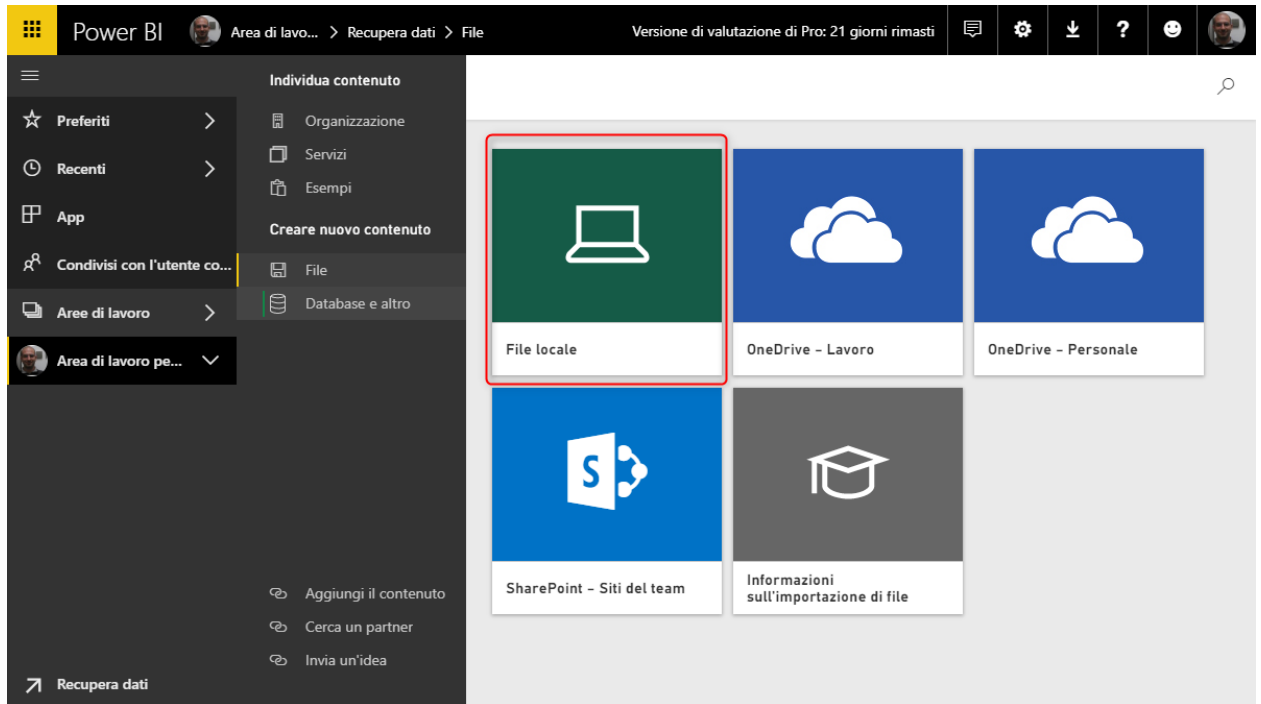 Power BI
Area di lavo... > Recupera dati > File
Versione di valutazione di Pro: 21 giorni rimasti
?
Preferiti
Recenti
App
Condivisi con l'utente co...
Aree di lavoro
Area di lavoro pe...
Recupera dati
Individua contenuto
Organizzazione
Servizi
Esempi
Creare nuovo contenuto
File
Database e altro
Aggiungi il contenuto
Cerca un partner
Invia un'idea
File locale
OneDrive – Lavoro
OneDrive – Personale
S
SharePoint – Siti del team
Informazioni
sull'importazione di file